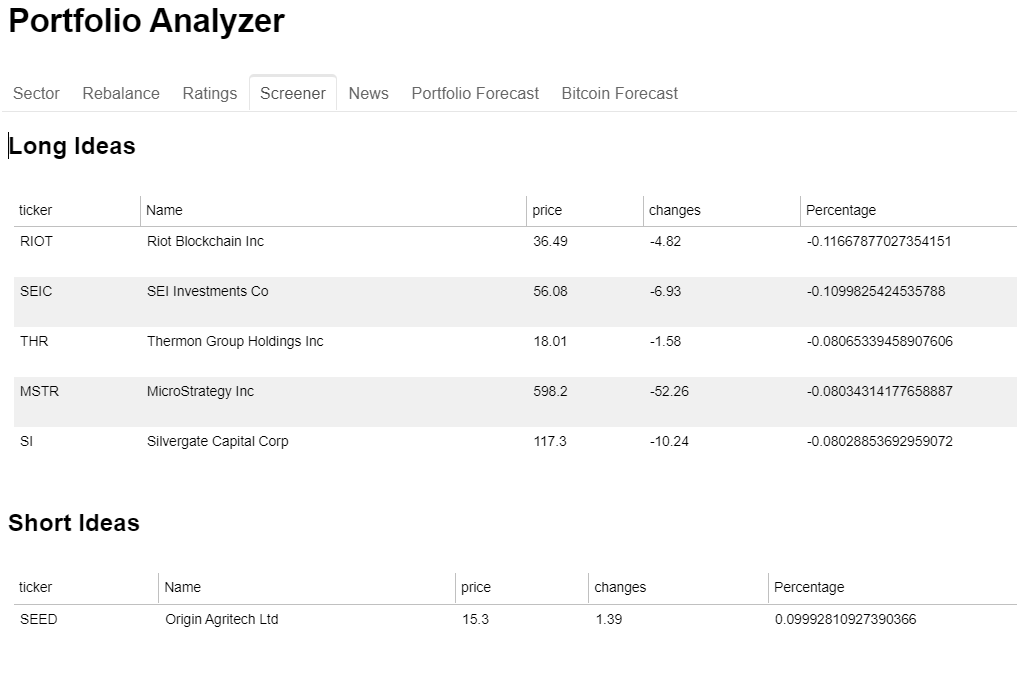 Portfolio Analyzer
Sector Rebalance Ratings Screener News Portfolio Forecast Bitcoin Forecast
Long Ideas
ticker Name price changes Percentage
RIOT Riot Blockchain Inc 36.49 -4.82 -0.11667877027354151
SEIC SEI Investments Co 56.08 -6.93 -0.1099825424535788
THR Thermon Group Holdings Inc 18.01 -1.58 -0.08065339458907606
MSTR MicroStrategy Inc 598.2 -52.26 -0.08034314177658887
SI Silvergate Capital Corp 117.3 -10.24 -0.08028853692959072
Short Ideas
ticker Name price changes Percentage
SEED Origin Agritech Ltd 15.3 1.39 0.09992810927390366